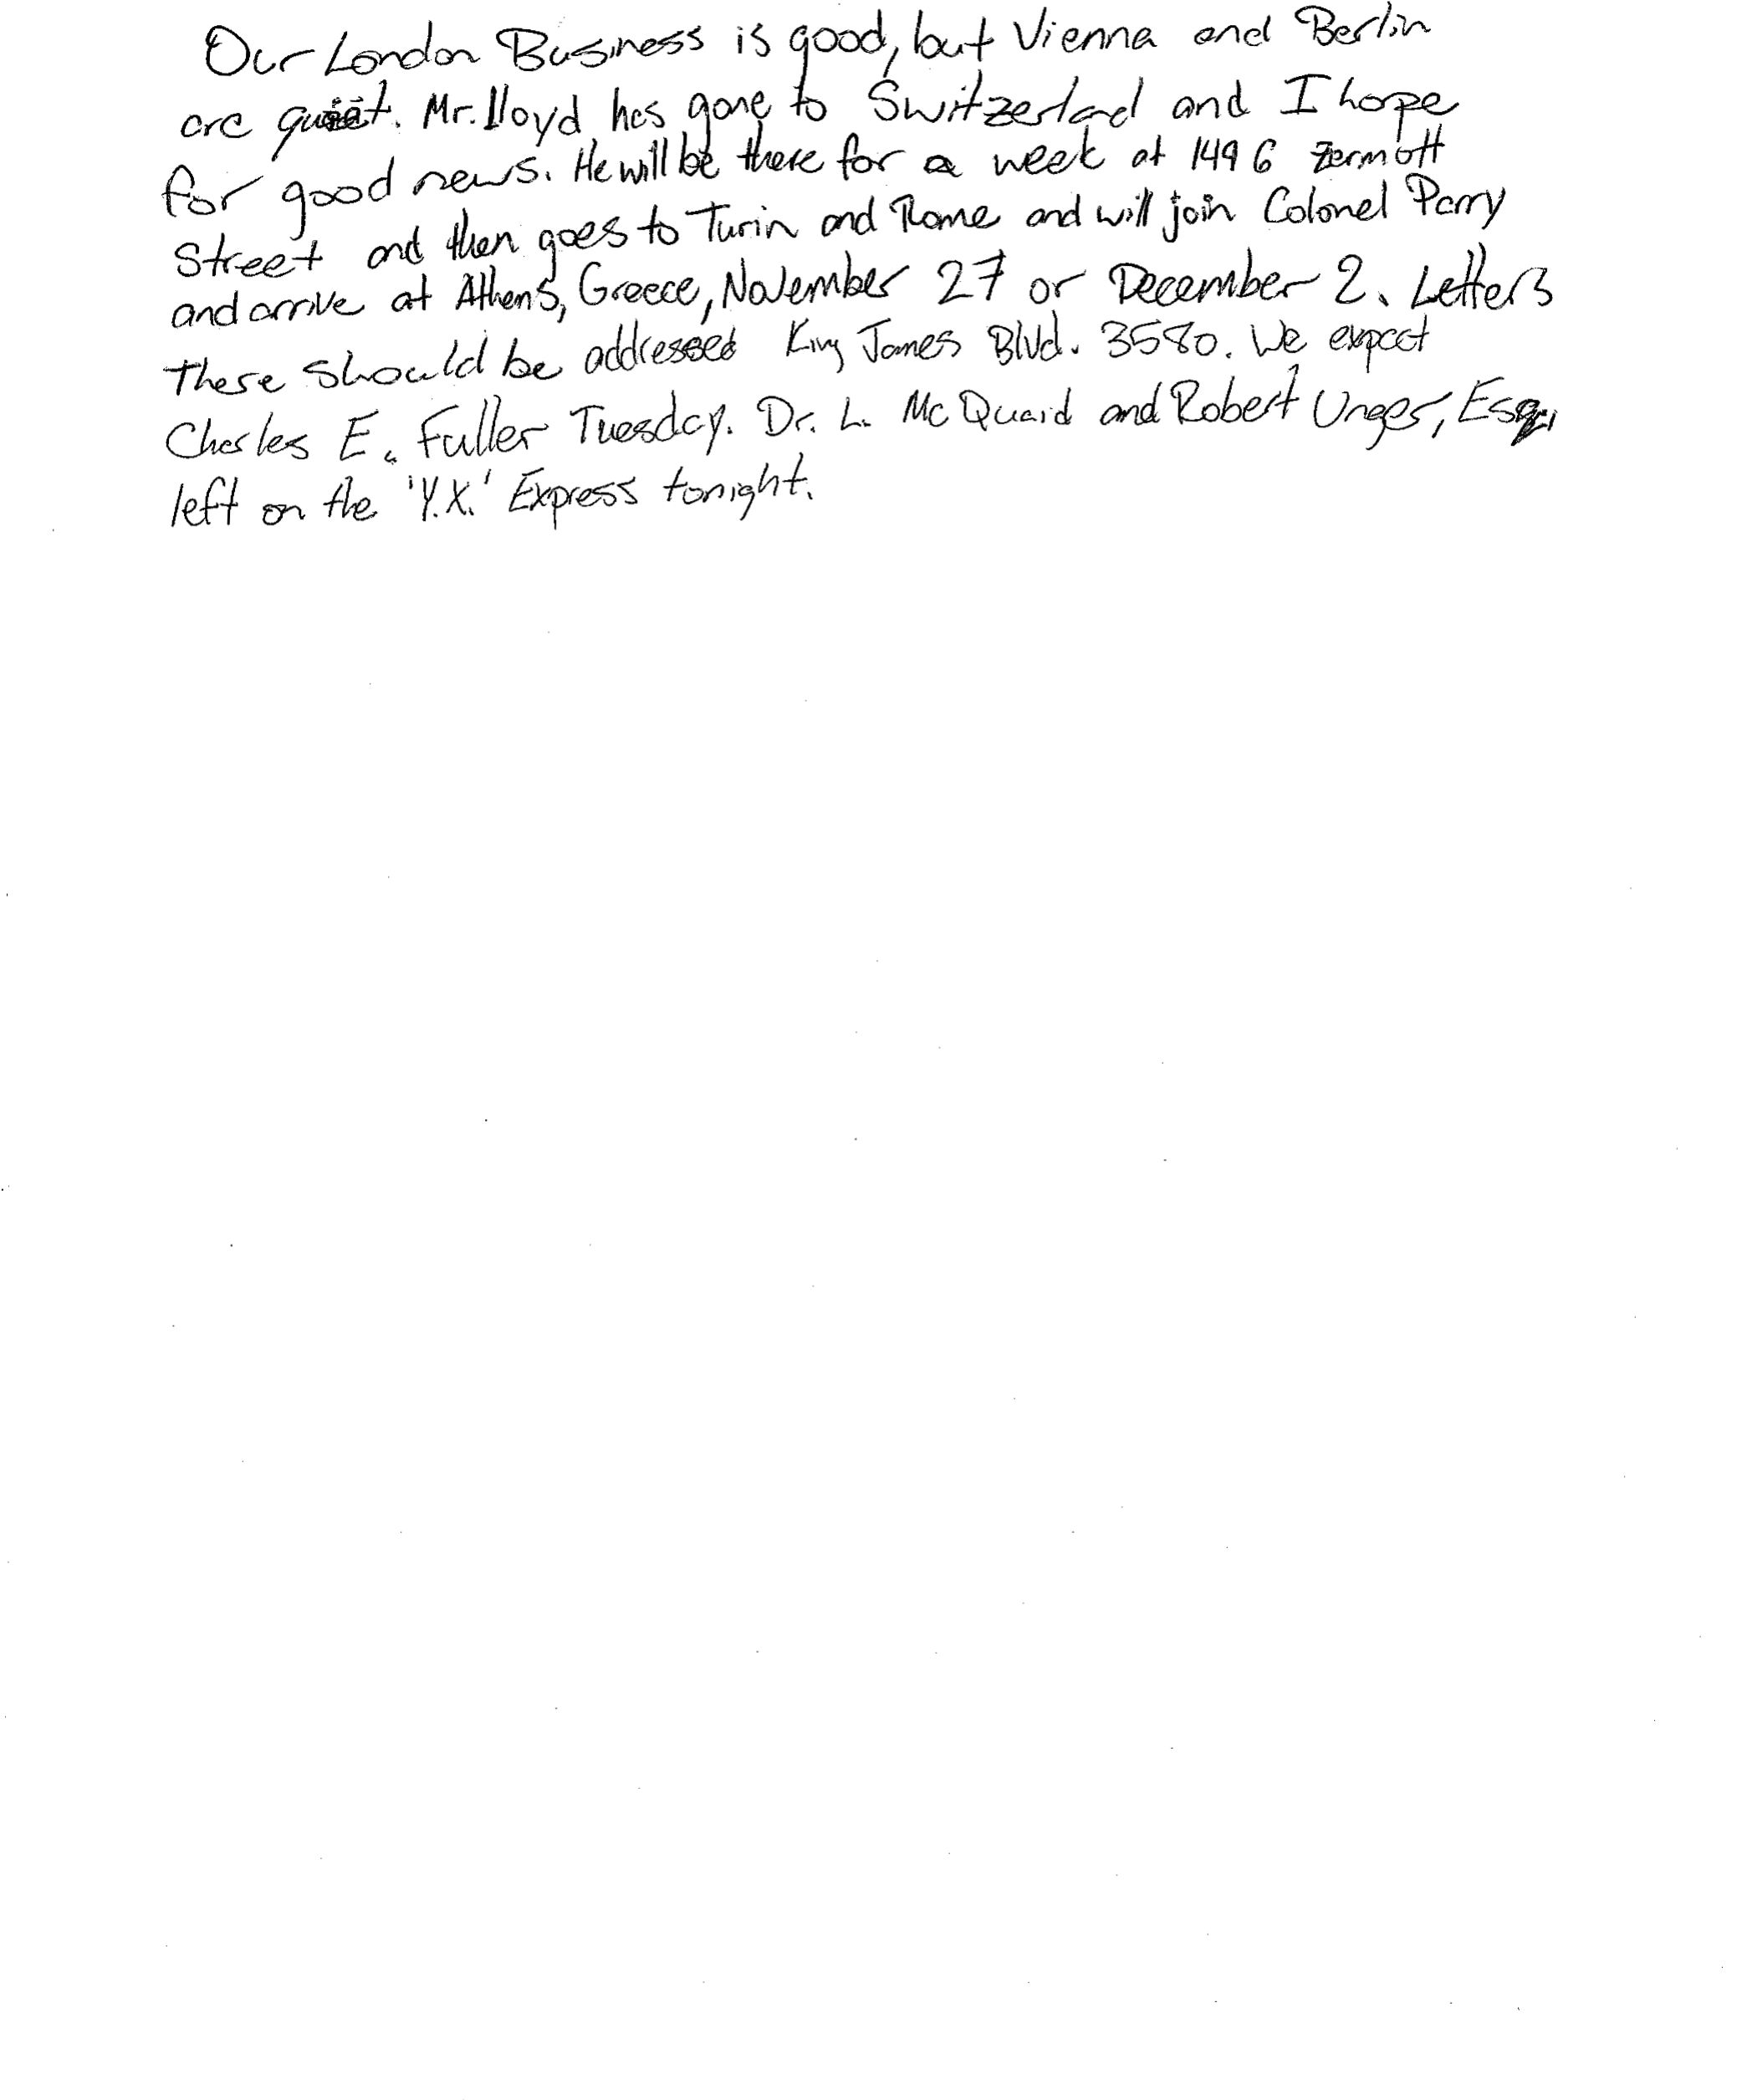 Our London Business is good, but Vienna and Berlin
are quiet. Mr. Lloyd has gone to Switzerlad and I hope
for good news. He will be there for a week at 1496 Zermott
Street and then goes to Turin and Rome and will join Colonel Parry
and arrive at Athens, Greece, November 27 or December 2. Letters
there should be addressed King James Blvd. 3580. We expect
Charles E. Fuller Tuesday. Dr. L. McQuaid and Robert Unger, Esq.,
left on the 'Y.X.' Express tonight.